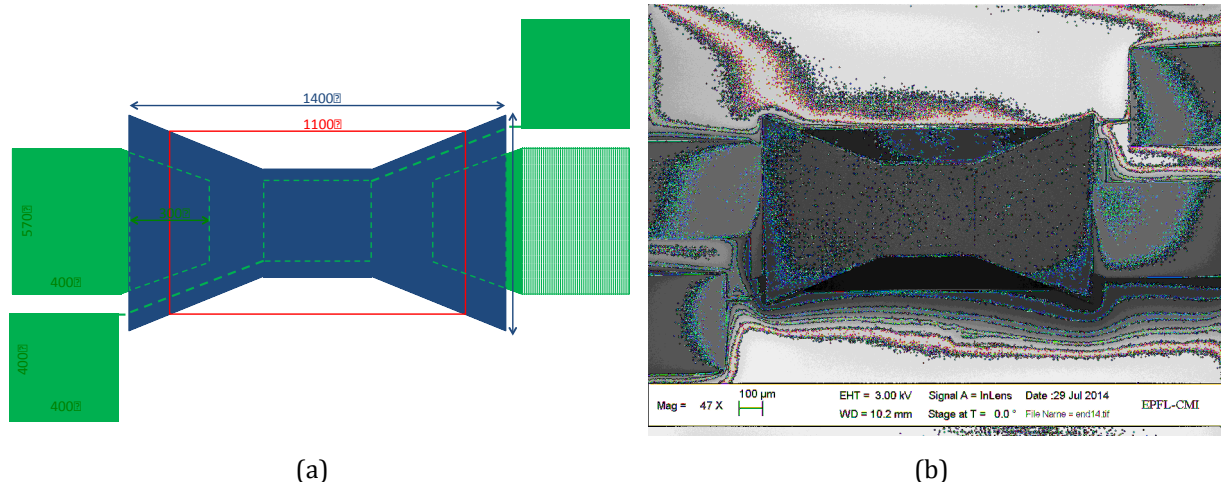 1400
1100
570
400
400
400
Mag = 47 X
100 µm
EHT = 3.00 kV
Signal A = InLens
Date :29 Jul 2014
WD = 10.2 mm
Stage at T = 0.0 °
File Name = end14.tif
EPFL-CMI
(a)
(b)